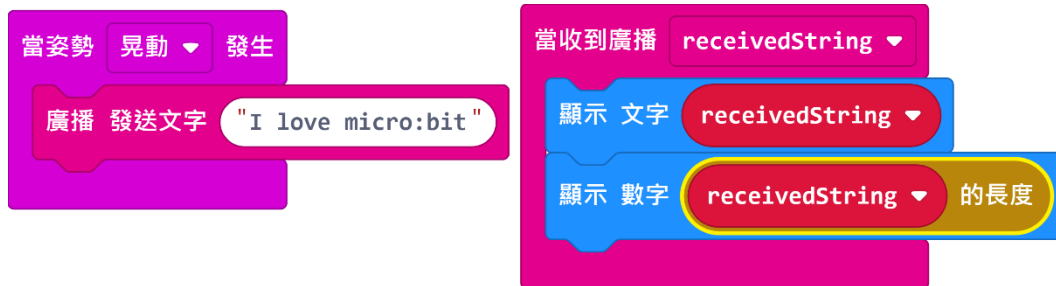 當姿勢 晃動 發生
廣播 發送文字 "I love micro:bit"
當收到廣播 receivedString
顯示 文字 receivedString
顯示 數字 receivedString 的長度